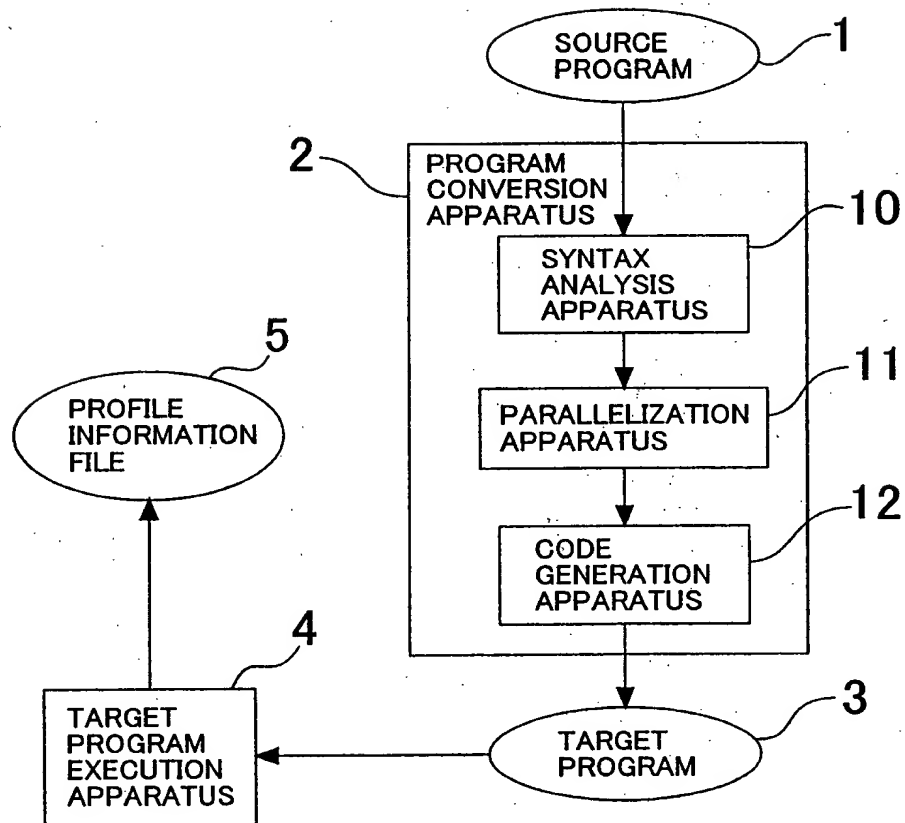 SOURCE
PROGRAM
1
2
PROGRAM
CONVERSION
APPARATUS
10
SYNTAX
ANALYSIS
APPARATUS
5
PROFILE
INFORMATION
FILE
11
PARALLELIZATION
APPARATUS
12
CODE
GENERATION
APPARATUS
4
TARGET
PROGRAM
EXECUTION
APPARATUS
3
TARGET
PROGRAM